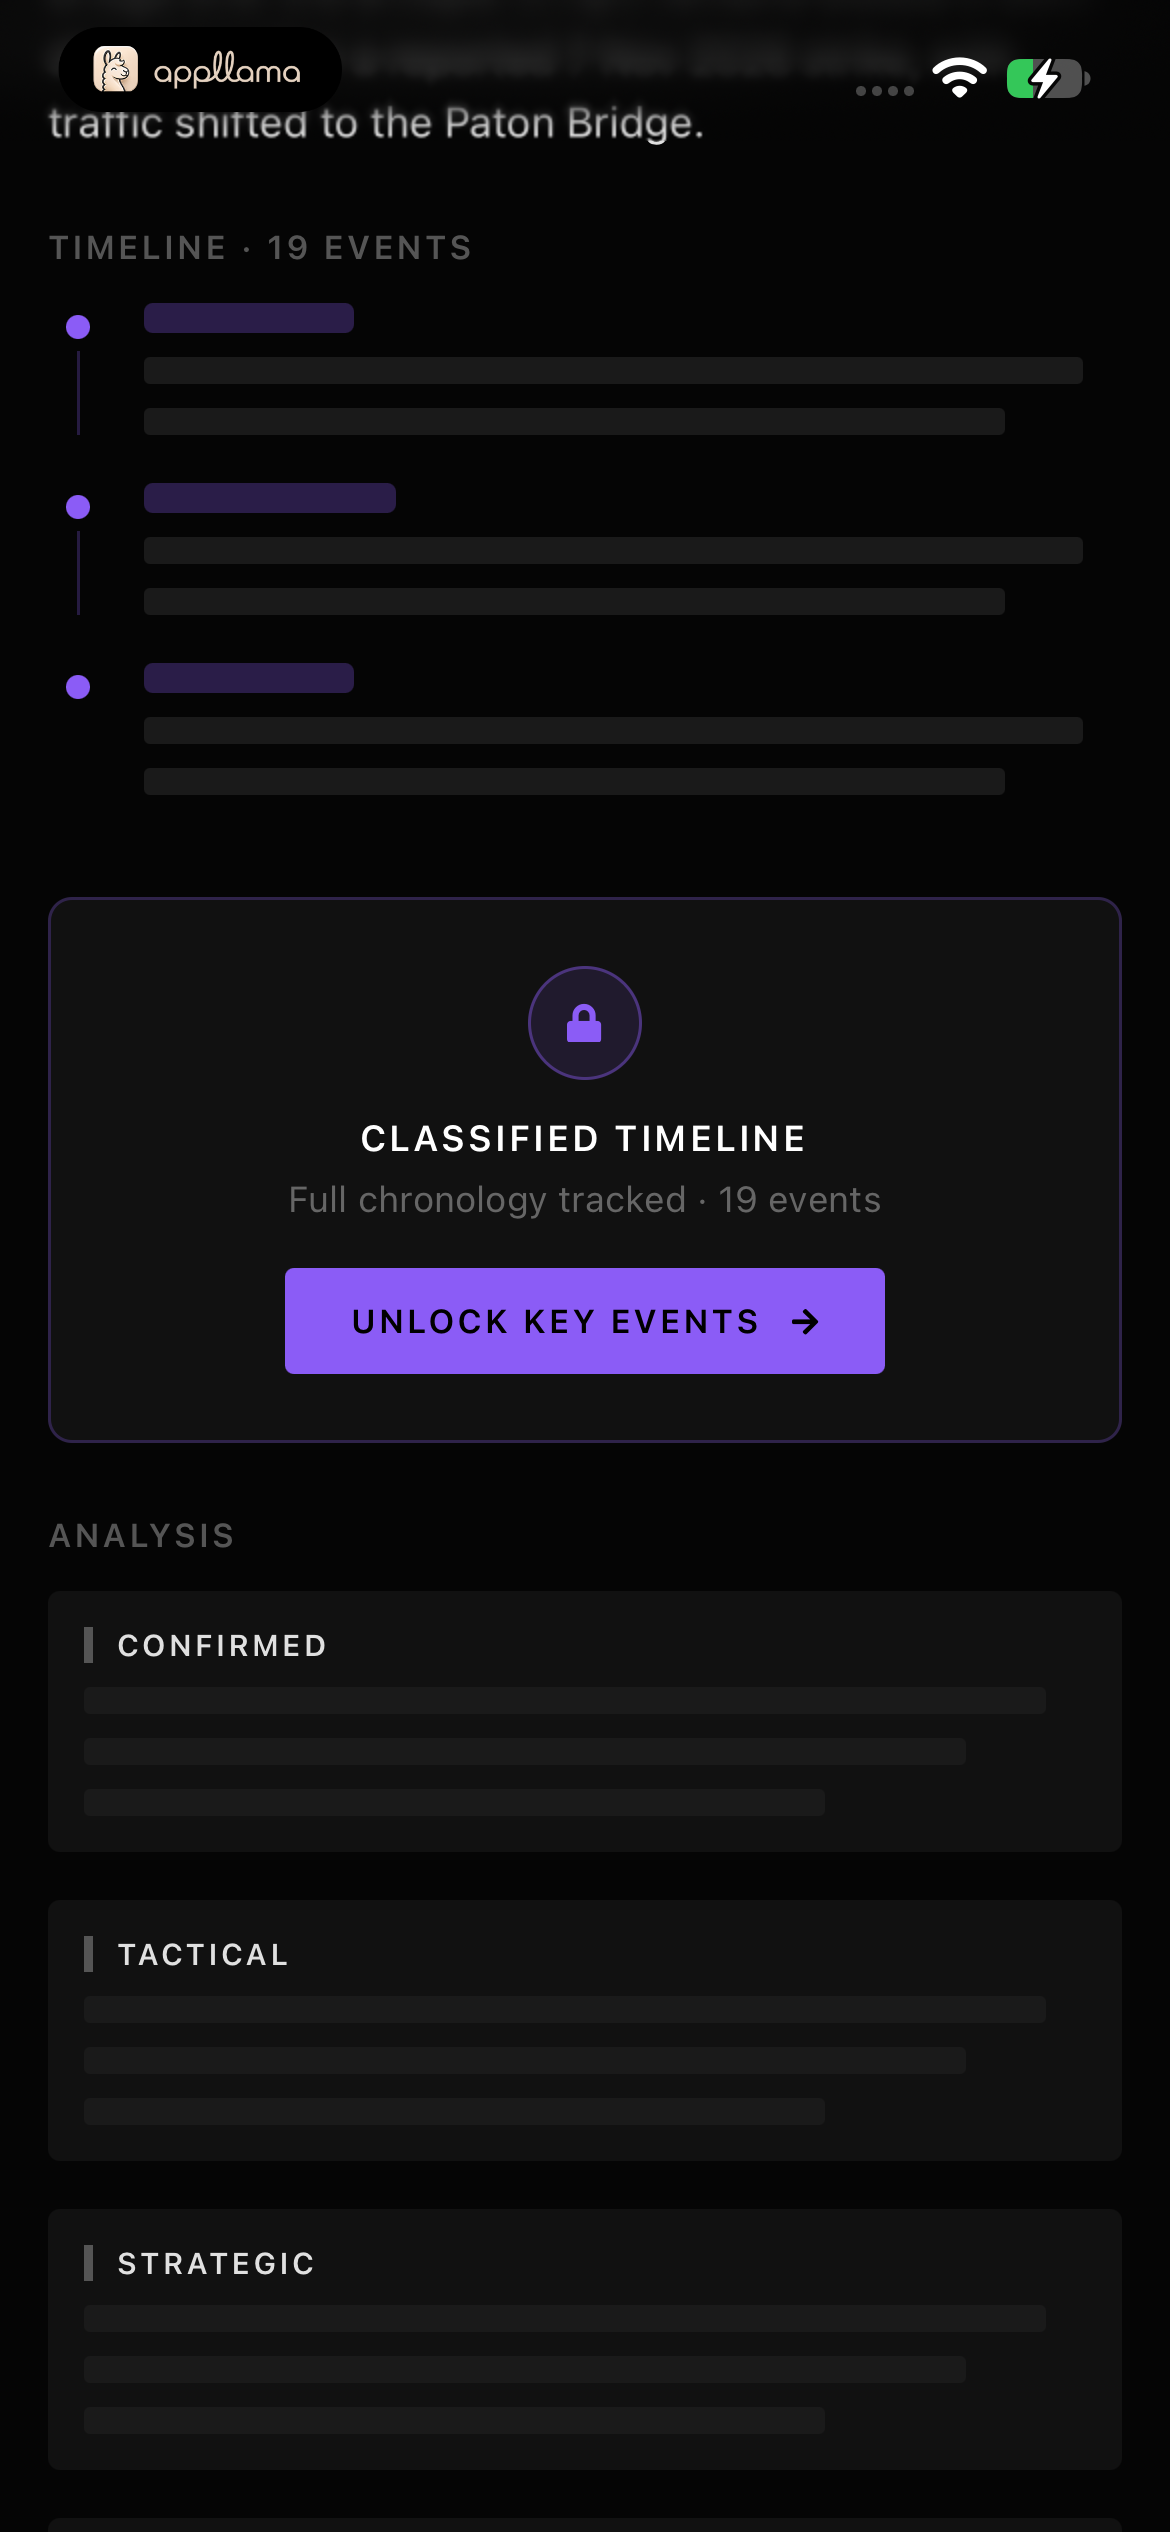 appllama
traffic shifted to the Paton Bridge.
TIMELINE · 19 EVENTS
CLASSIFIED TIMELINE
Full chronology tracked · 19 events
UNLOCK KEY EVENTS →
ANALYSIS
CONFIRMED
TACTICAL
STRATEGIC